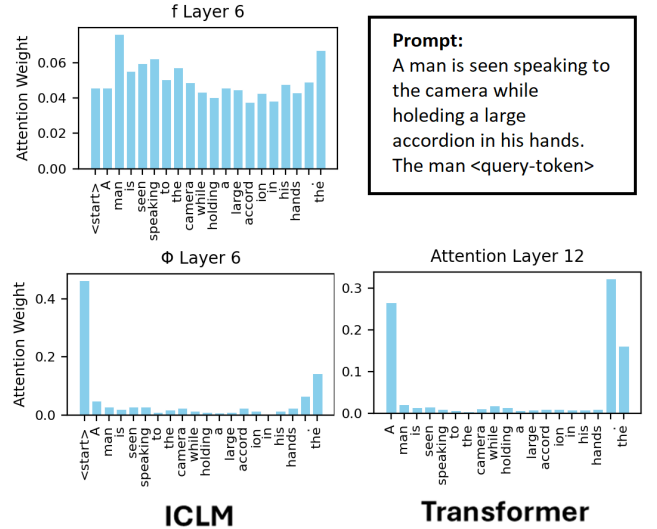 f Layer 6
Attention Weight
0.06
0.04
0.02
0.00
<start>
A
man
is
seen
speaking
to
the
camera
while
holding
a
large
accord
ion
in
his
hands
.
the
Prompt:
A man is seen speaking to
the camera while
holeding a large
accordion in his hands.
The man <query-token>
Φ Layer 6
Attention Weight
0.4
0.2
0.0
<start>
A
man
is
seen
speaking
to
the
camera
while
holding
a
large
accord
ion
in
his
hands
.
the
ICLM
Attention Layer 12
0.3
0.2
0.1
0.0
A
man
is
seen
speaking
to
the
camera
while
holding
a
large
accord
ion
in
his
hands
.
the
Transformer